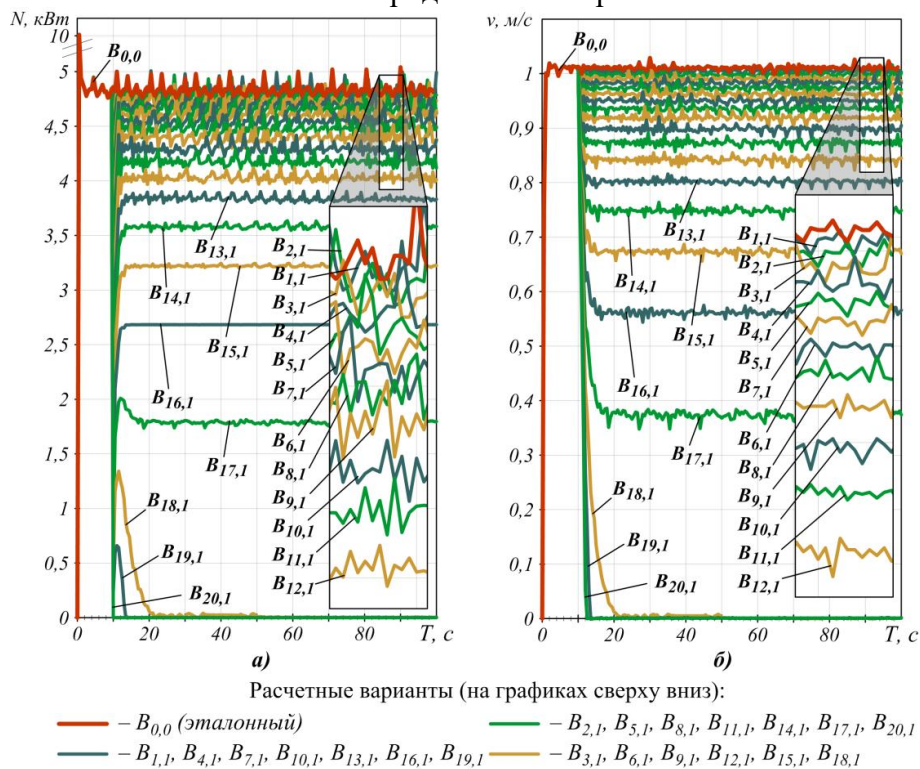 N, кВт
10
5
4,5
4
3,5
3
2,5
2
1,5
1
0,5
0
B0,0
B13,1
B14,1
B15,1
B16,1
B17,1
B18,1
B19,1
B20,1
B2,1
B1,1
B3,1
B4,1
B5,1
B7,1
B6,1
B8,1
B9,1
B10,1
B11,1
B12,1
0 20 40 60 80 T, с
а)
v, м/с
1
0,9
0,8
0,7
0,6
0,5
0,4
0,3
0,2
0,1
0
B0,0
B13,1
B14,1
B15,1
B16,1
B17,1
B18,1
B19,1
B20,1
B1,1
B2,1
B3,1
B4,1
B5,1
B7,1
B6,1
B8,1
B9,1
B10,1
B11,1
B12,1
0 20 40 60 80 T, с
б)
Расчетные варианты (на графиках сверху вниз):
– B0,0 (эталонный)
– B1,1, B4,1, B7,1, B10,1, B13,1, B16,1, B19,1
– B2,1, B5,1, B8,1, B11,1, B14,1, B17,1, B20,1
– B3,1, B6,1, B9,1, B12,1, B15,1, B18,1